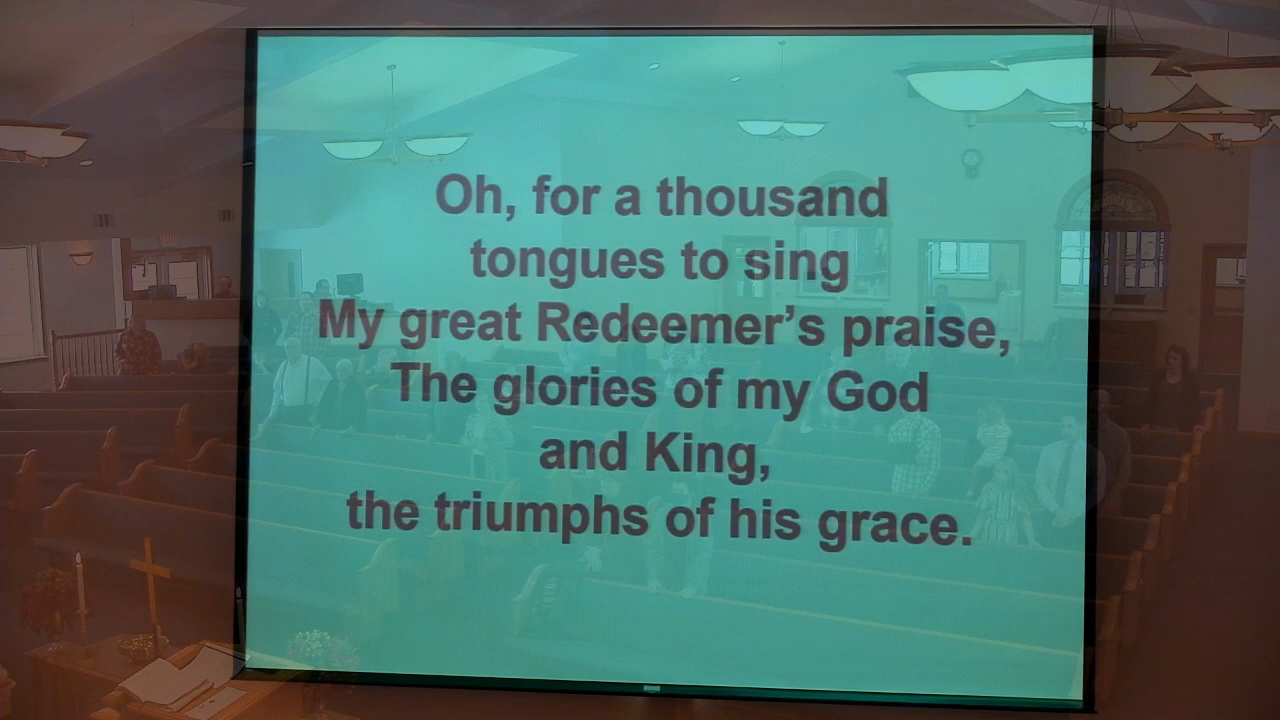 Oh, for a thousand
tongues to sing
My great Redeemer’s praise,
The glories of my God
and King,
the triumphs of his grace.